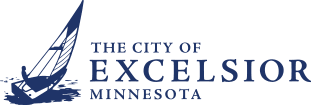 THE CITY OF
EXCELSIOR
MINNESOTA